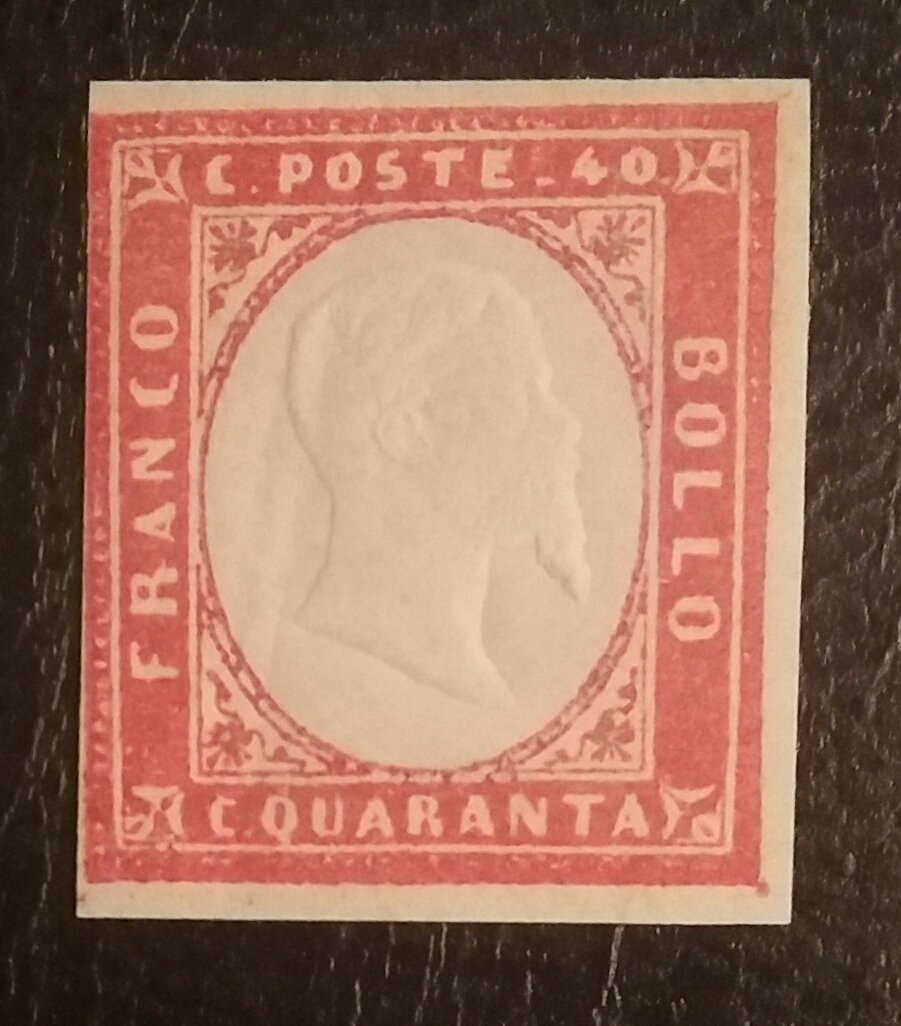 C. POSTE - 40.
FRANCO
BOLLO
C QUARANTA